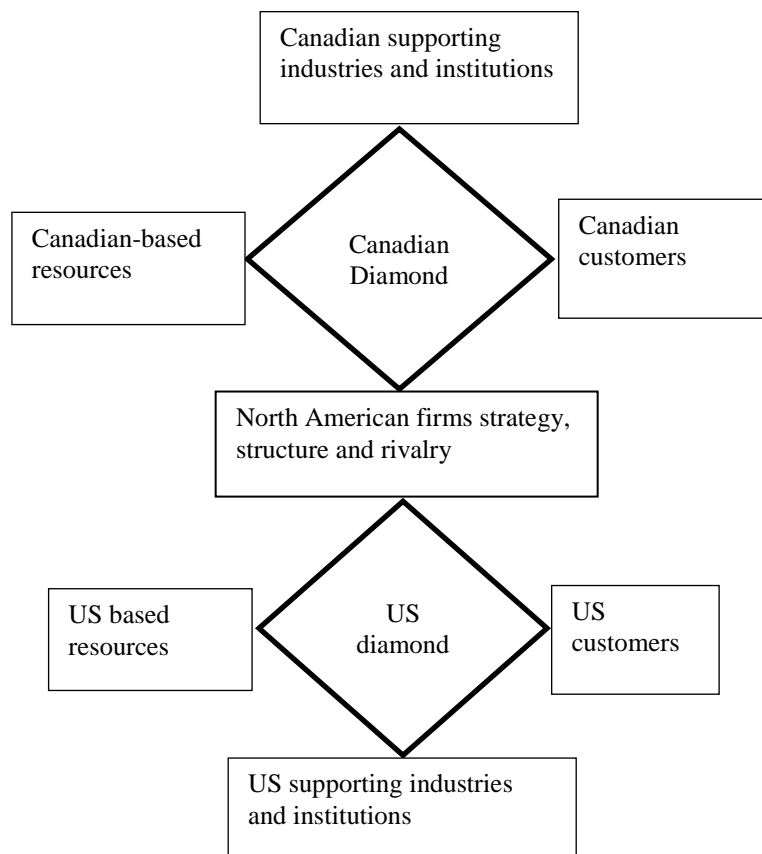 Canadian supporting
industries and institutions
Canadian-based
resources
Canadian
Diamond
Canadian
customers
North American firms strategy,
structure and rivalry
US based
resources
US
diamond
US
customers
US supporting industries
and institutions